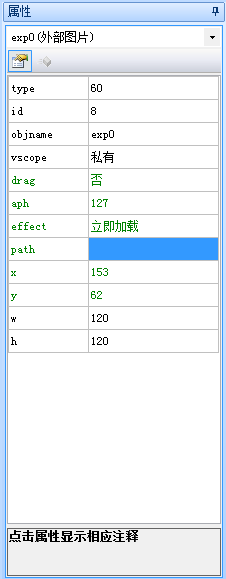 属性
exp0(外部图片)
type 60
id 8
objname exp0
vscope 私有
drag 否
aph 127
effect 立即加载
path
x 153
y 62
w 120
h 120
点击属性显示相应注释